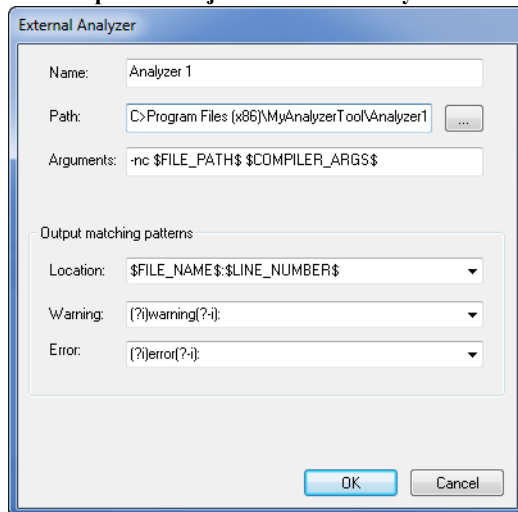 External Analyzer
Name: Analyzer 1
Path: C>Program Files (x86)\MyAnalyzerTool\Analyzer1 ...
Arguments: -nc $FILE_PATH$ $COMPILER_ARGS$
Output matching patterns
Location: $FILE_NAME$:$LINE_NUMBER$
Warning: (?i)warning(?-i):
Error: (?i)error(?-i):
OK Cancel